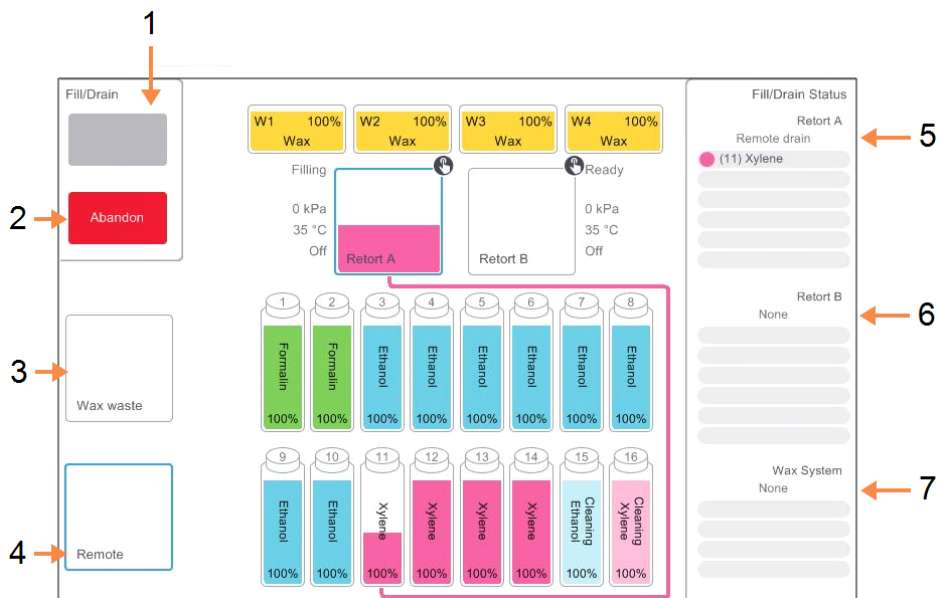 1
Fill/Drain
Abandon
2
3
Wax waste
4
Remote
W1 100%
Wax
W2 100%
Wax
W3 100%
Wax
W4 100%
Wax
Filling
0 kPa
35 °C
Off
Retort A
Retort B
Ready
0 kPa
35 °C
Off
1
Formalin
100%
2
Formalin
100%
3
Ethanol
100%
4
Ethanol
100%
5
Ethanol
100%
6
Ethanol
100%
7
Ethanol
100%
8
Ethanol
100%
9
Ethanol
100%
10
Ethanol
100%
11
Xylene
100%
12
Xylene
100%
13
Xylene
100%
14
Xylene
100%
15
Cleaning
Ethanol
100%
16
Cleaning
Xylene
100%
Fill/Drain Status
Retort A
Remote drain
(11) Xylene
5
Retort B
None
6
Wax System
None
7